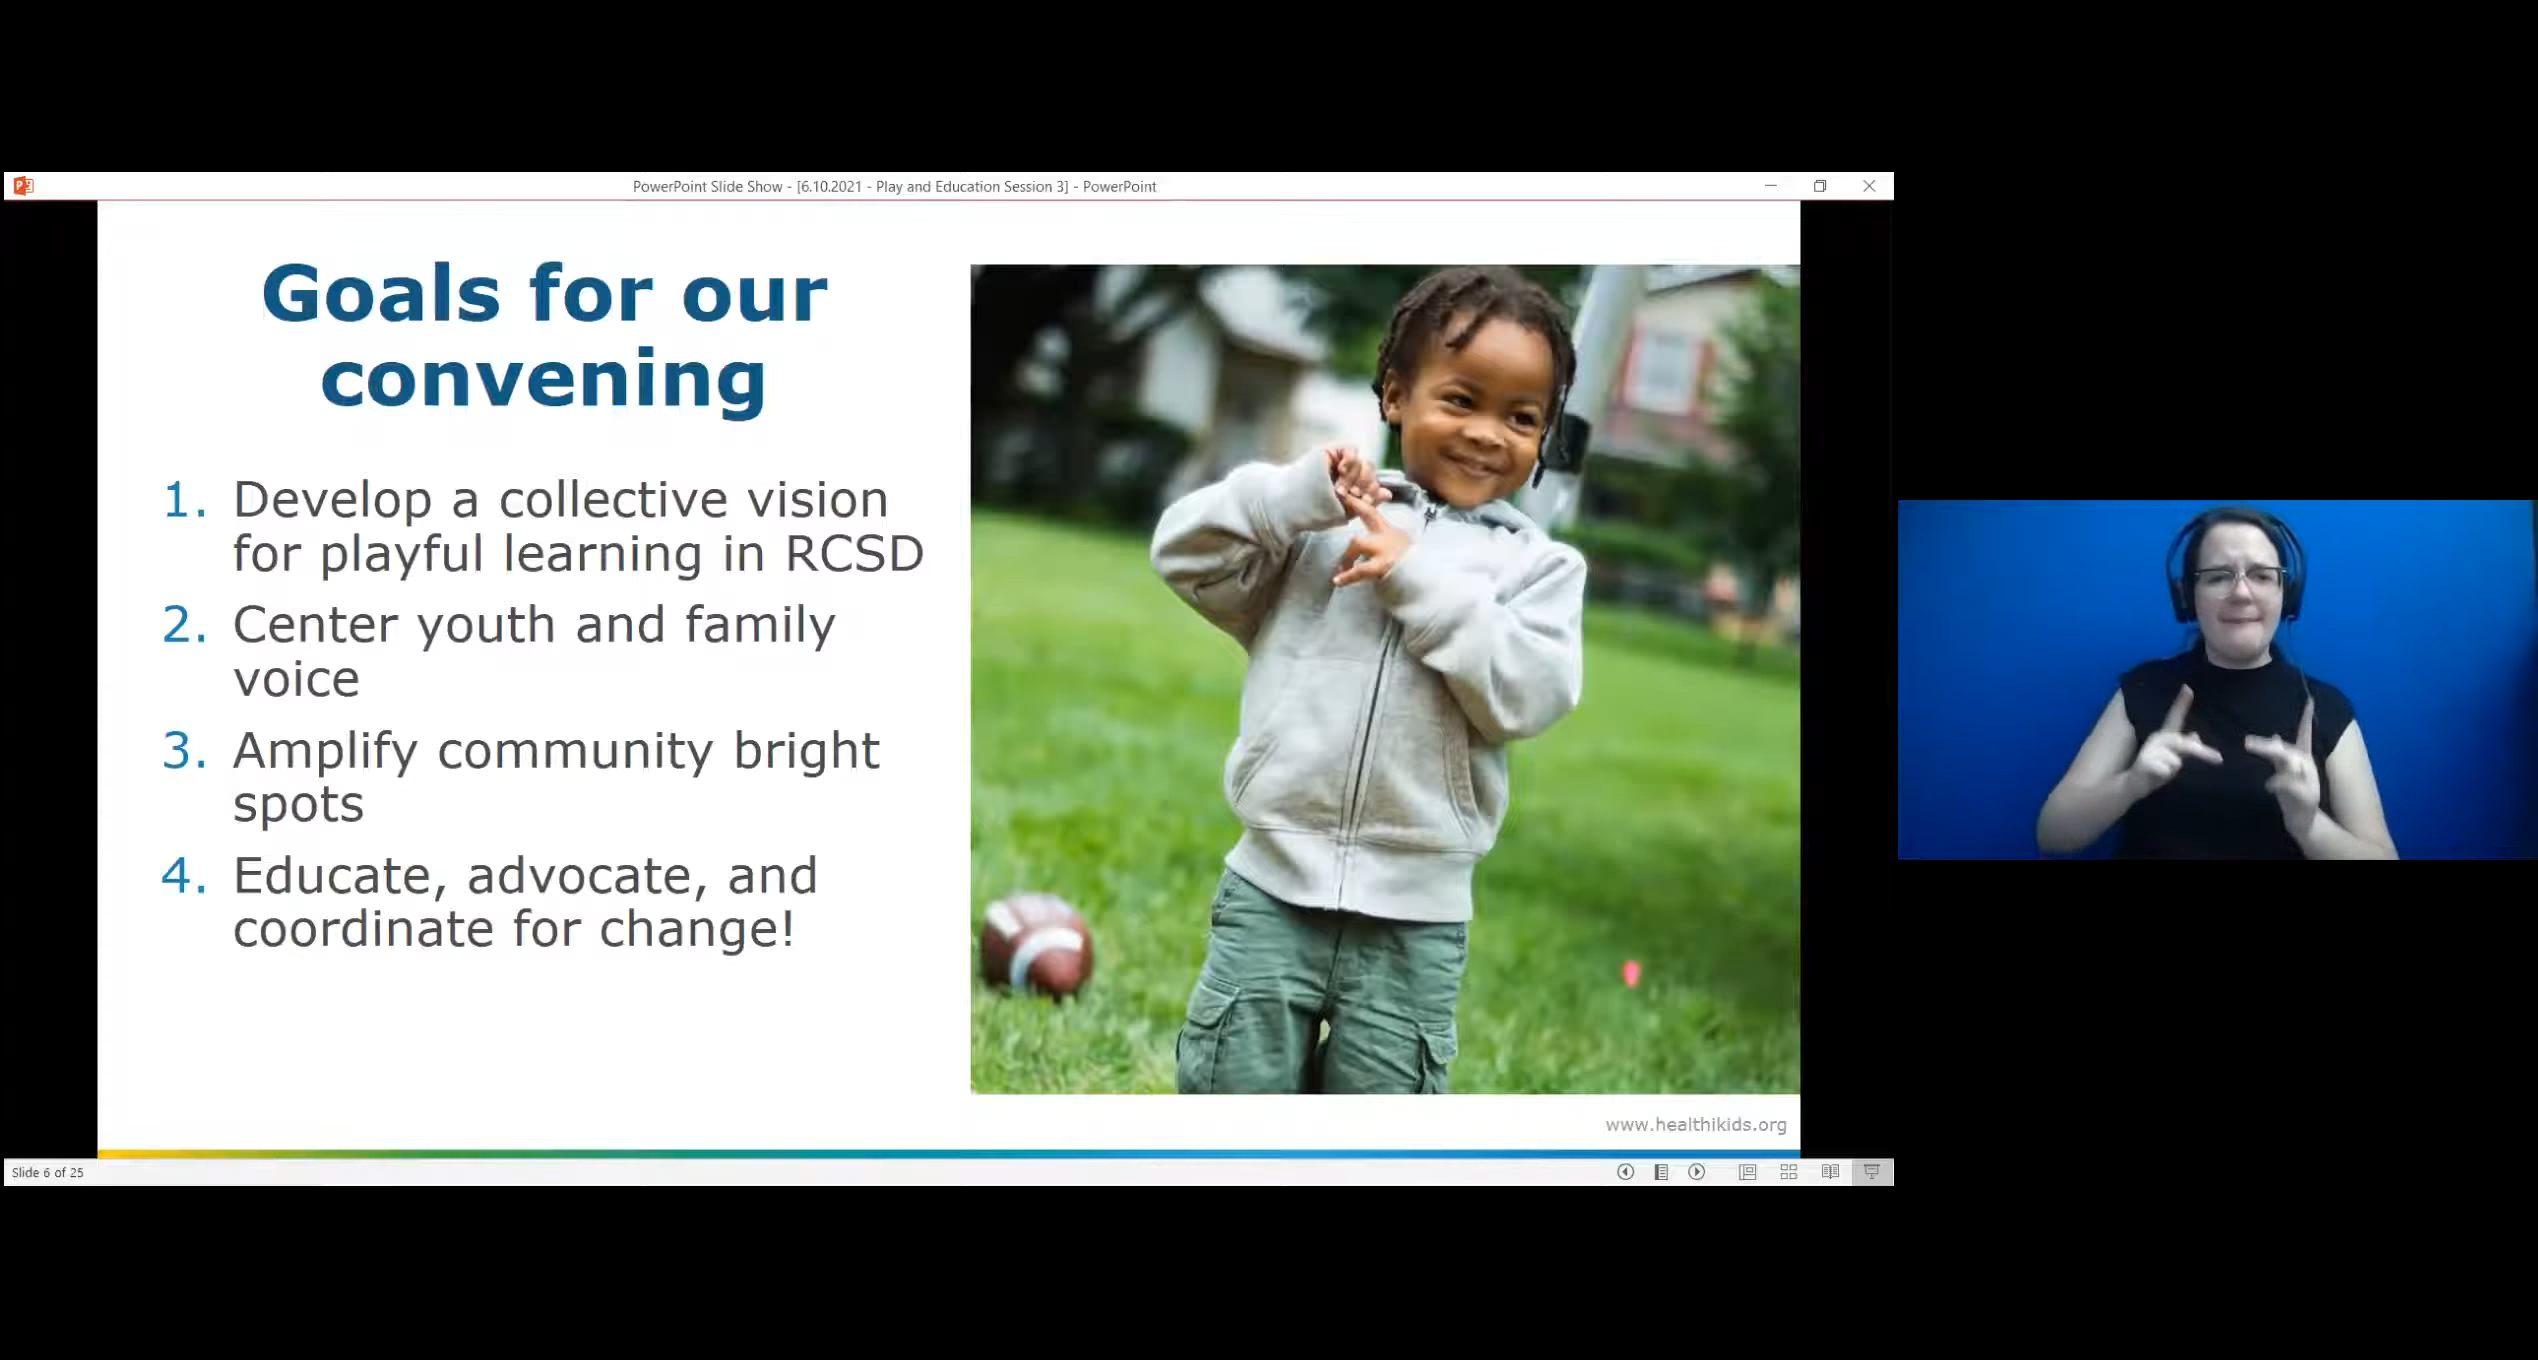 PowerPoint Slide Show - [6.10.2021 - Play and Education Session 3] - PowerPoint
Goals for our
convening
1. Develop a collective vision
for playful learning in RCSD
2. Center youth and family
voice
3. Amplify community bright
spots
4. Educate, advocate, and
coordinate for change!
www.healthikids.org
Slide 6 of 25